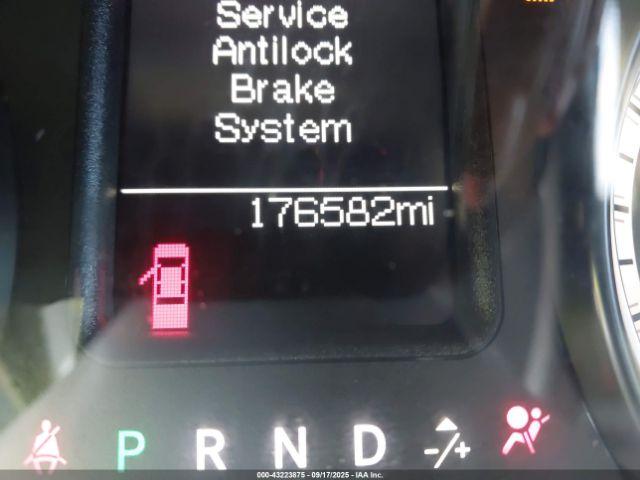 Service
Antilock
Brake
System
176582mi
P R N D -/+
000-43223875 | 09/17/2025 | IAA Inc.